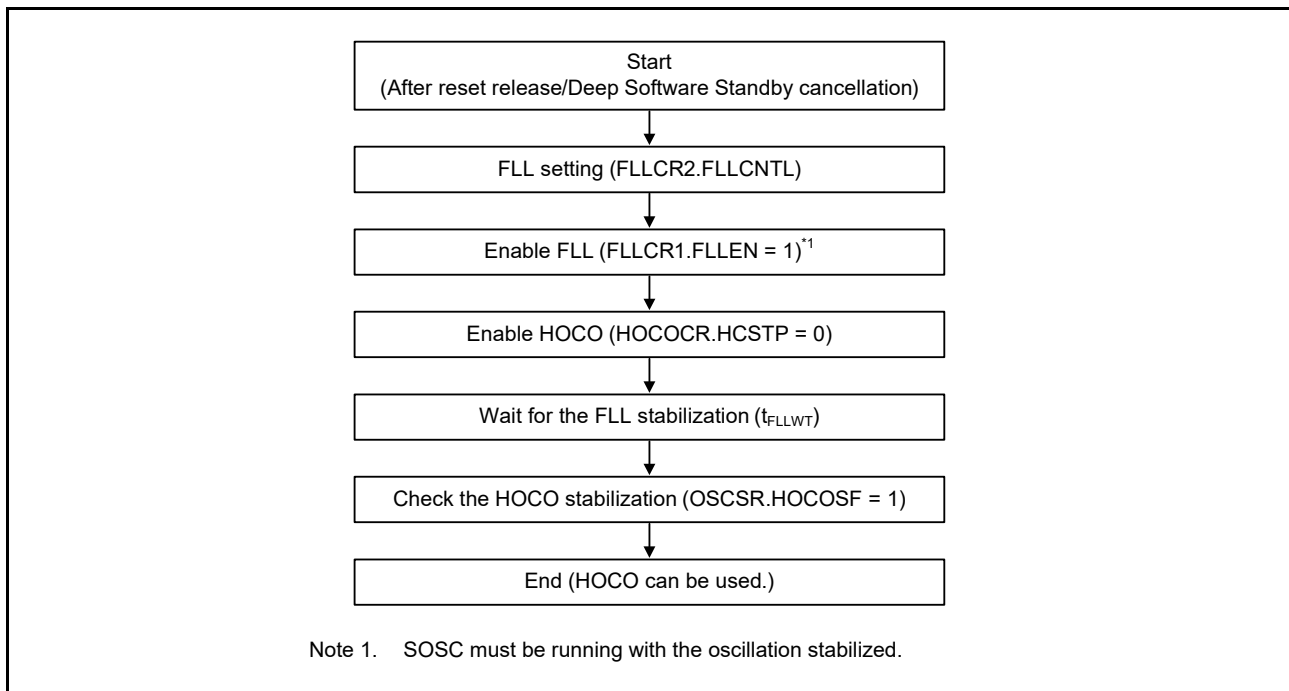 Start
(After reset release/Deep Software Standby cancellation)
FLL setting (FLLCR2.FLLCNTL)
Enable FLL (FLLCR1.FLLEN = 1)*1
Enable HOCO (HOCOCR.HCSTP = 0)
Wait for the FLL stabilization (tFLLWT)
Check the HOCO stabilization (OSCSR.HOCOSF = 1)
End (HOCO can be used.)
Note 1. SOSC must be running with the oscillation stabilized.